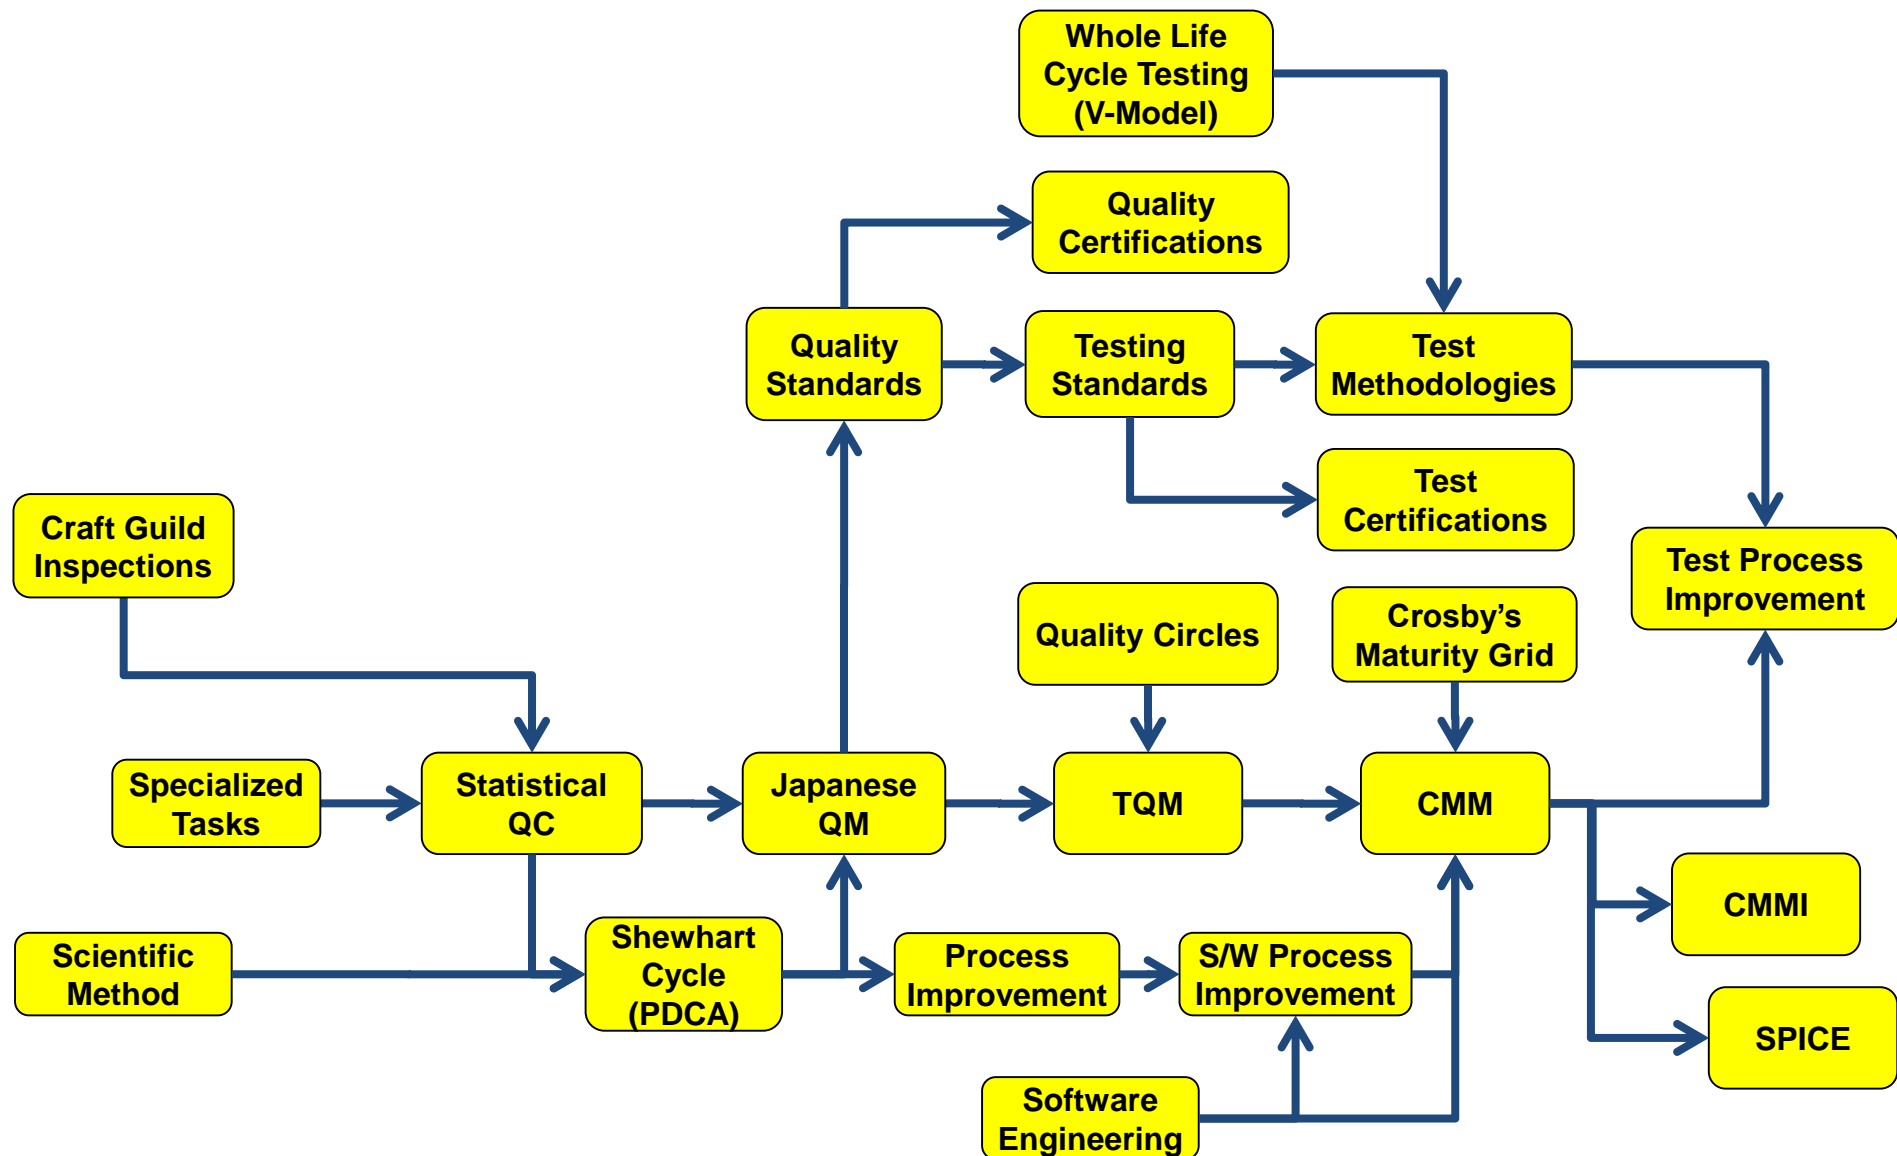 Whole Life
Cycle Testing
(V-Model)
Quality
Certifications
Quality
Standards
Testing
Standards
Test
Methodologies
Test
Certifications
Craft Guild
Inspections
Test Process
Improvement
Quality Circles
Crosby’s
Maturity Grid
Specialized
Tasks
Statistical
QC
Japanese
QM
TQM
CMM
CMMI
Scientific
Method
Shewhart
Cycle
(PDCA)
Process
Improvement
S/W Process
Improvement
SPICE
Software
Engineering